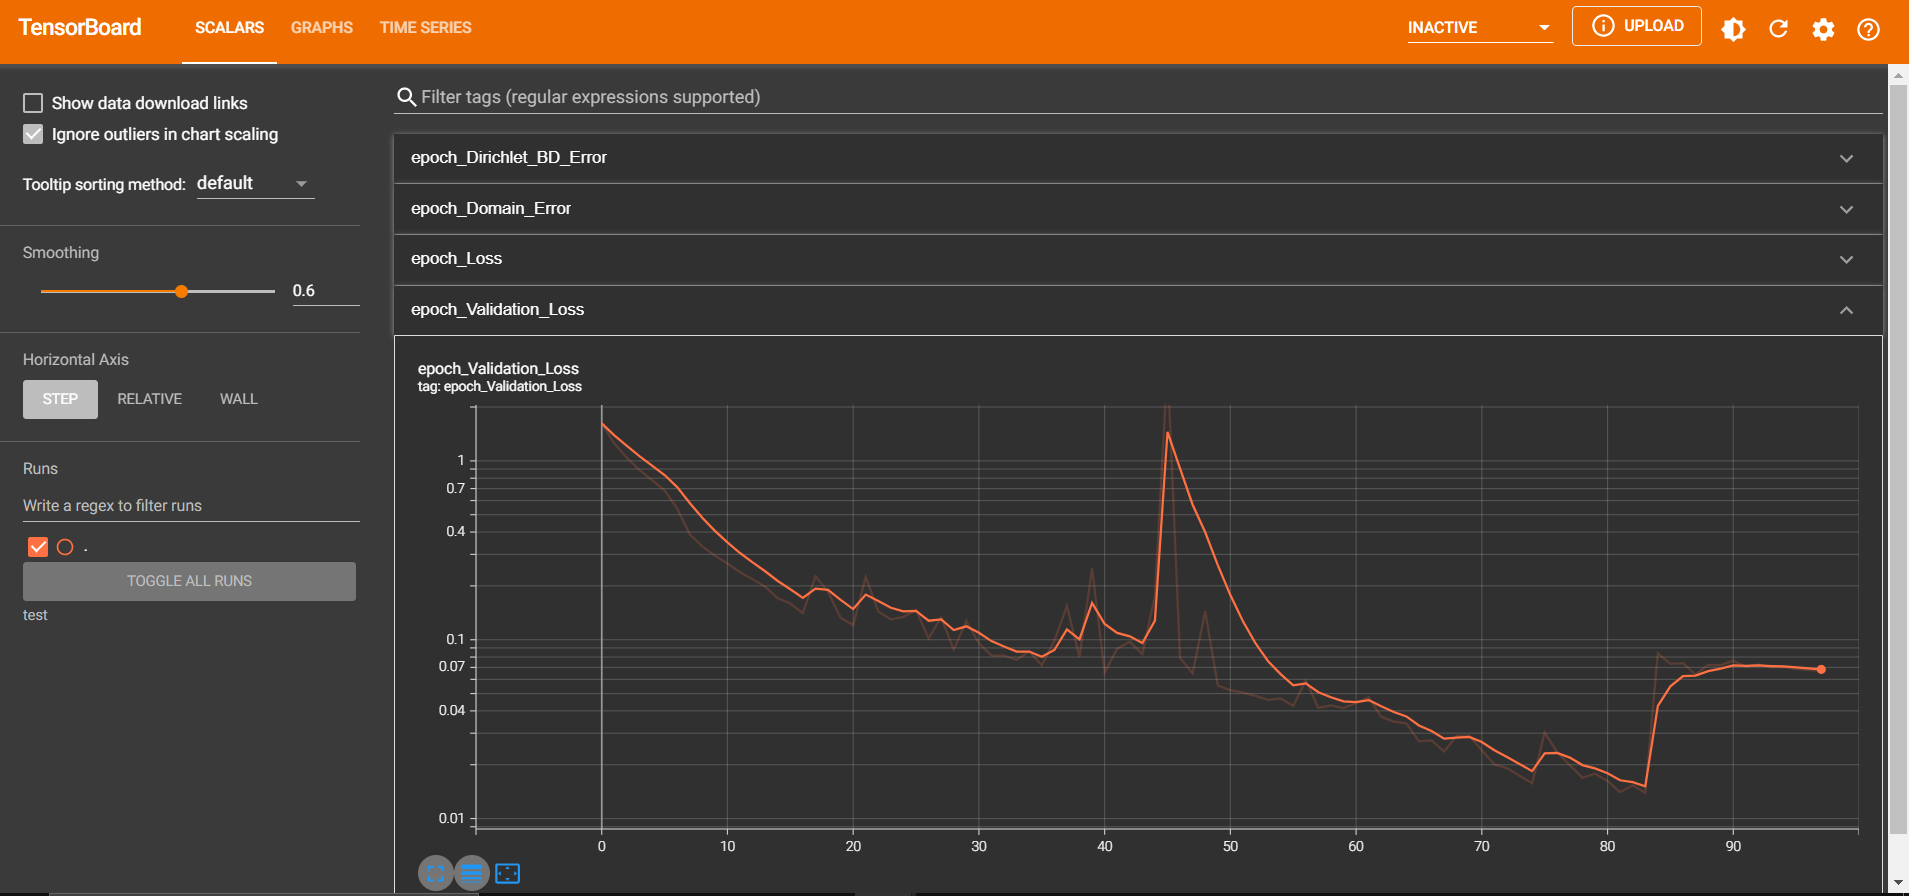 TensorBoard
SCALARS GRAPHS TIME SERIES
INACTIVE
UPLOAD
Show data download links
Ignore outliers in chart scaling
Tooltip sorting method: default
Smoothing
0.6
Horizontal Axis
STEP RELATIVE WALL
Runs
Write a regex to filter runs
.
TOGGLE ALL RUNS
test
Filter tags (regular expressions supported)
epoch_Dirichlet_BD_Error
epoch_Domain_Error
epoch_Loss
epoch_Validation_Loss
epoch_Validation_Loss
tag: epoch_Validation_Loss
1
0.7
0.4
0.1
0.07
0.04
0.01
0 10 20 30 40 50 60 70 80 90